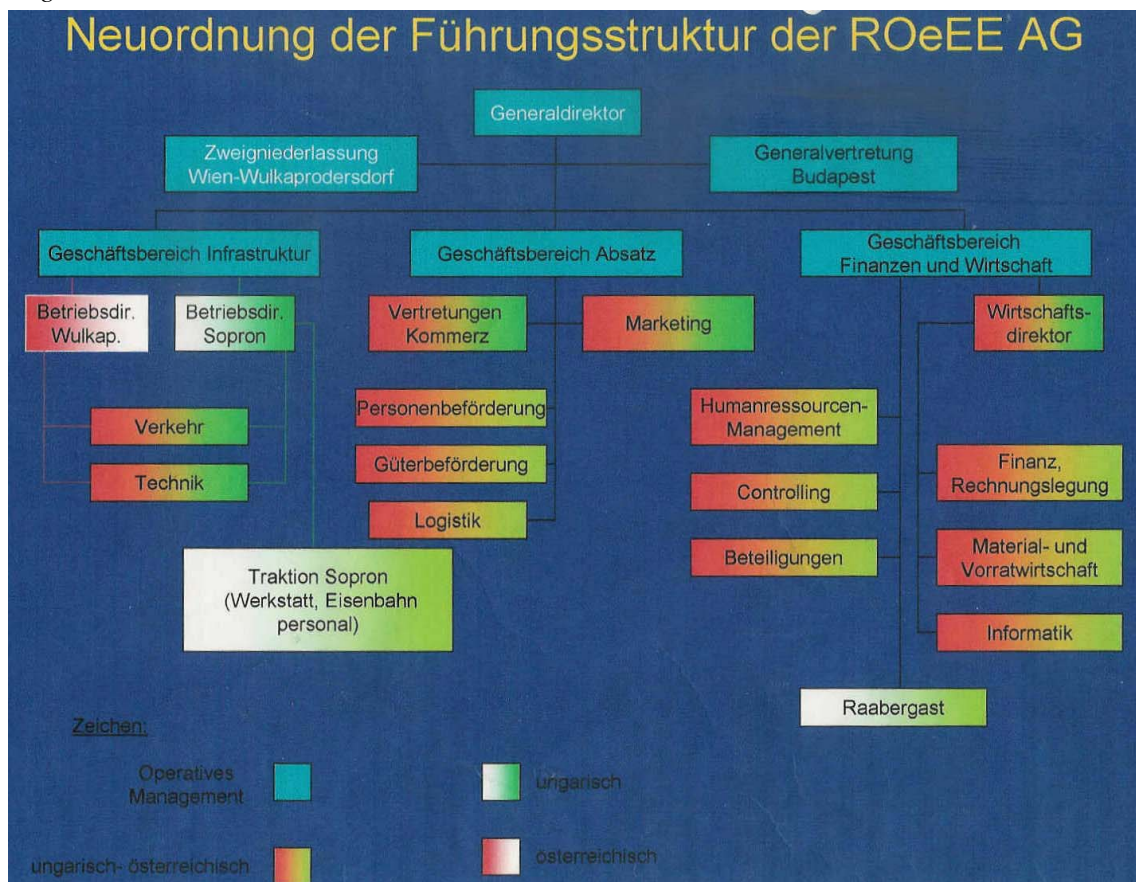 Neuordnung der Führungsstruktur der ROeEE AG
Generaldirektor
Zweigniederlassung
Wien-Wulkaprodersdorf
Generalvertretung
Budapest
Geschäftsbereich Infrastruktur
Geschäftsbereich Absatz
Geschäftsbereich
Finanzen und Wirtschaft
Betriebsdir.
Wulkap.
Betriebsdir.
Sopron
Vertretungen
Kommerz
Marketing
Wirtschafts-
direktor
Verkehr
Technik
Personenbeförderung
Güterbeförderung
Logistik
Humanressourcen-
Management
Controlling
Beteiligungen
Finanz,
Rechnungslegung
Material- und
Vorratwirtschaft
Informatik
Traktion Sopron
(Werkstatt, Eisenbahn
personal)
Raabergast
Zeichen:
Operatives
Management
ungarisch
ungarisch- österreichisch
österreichisch